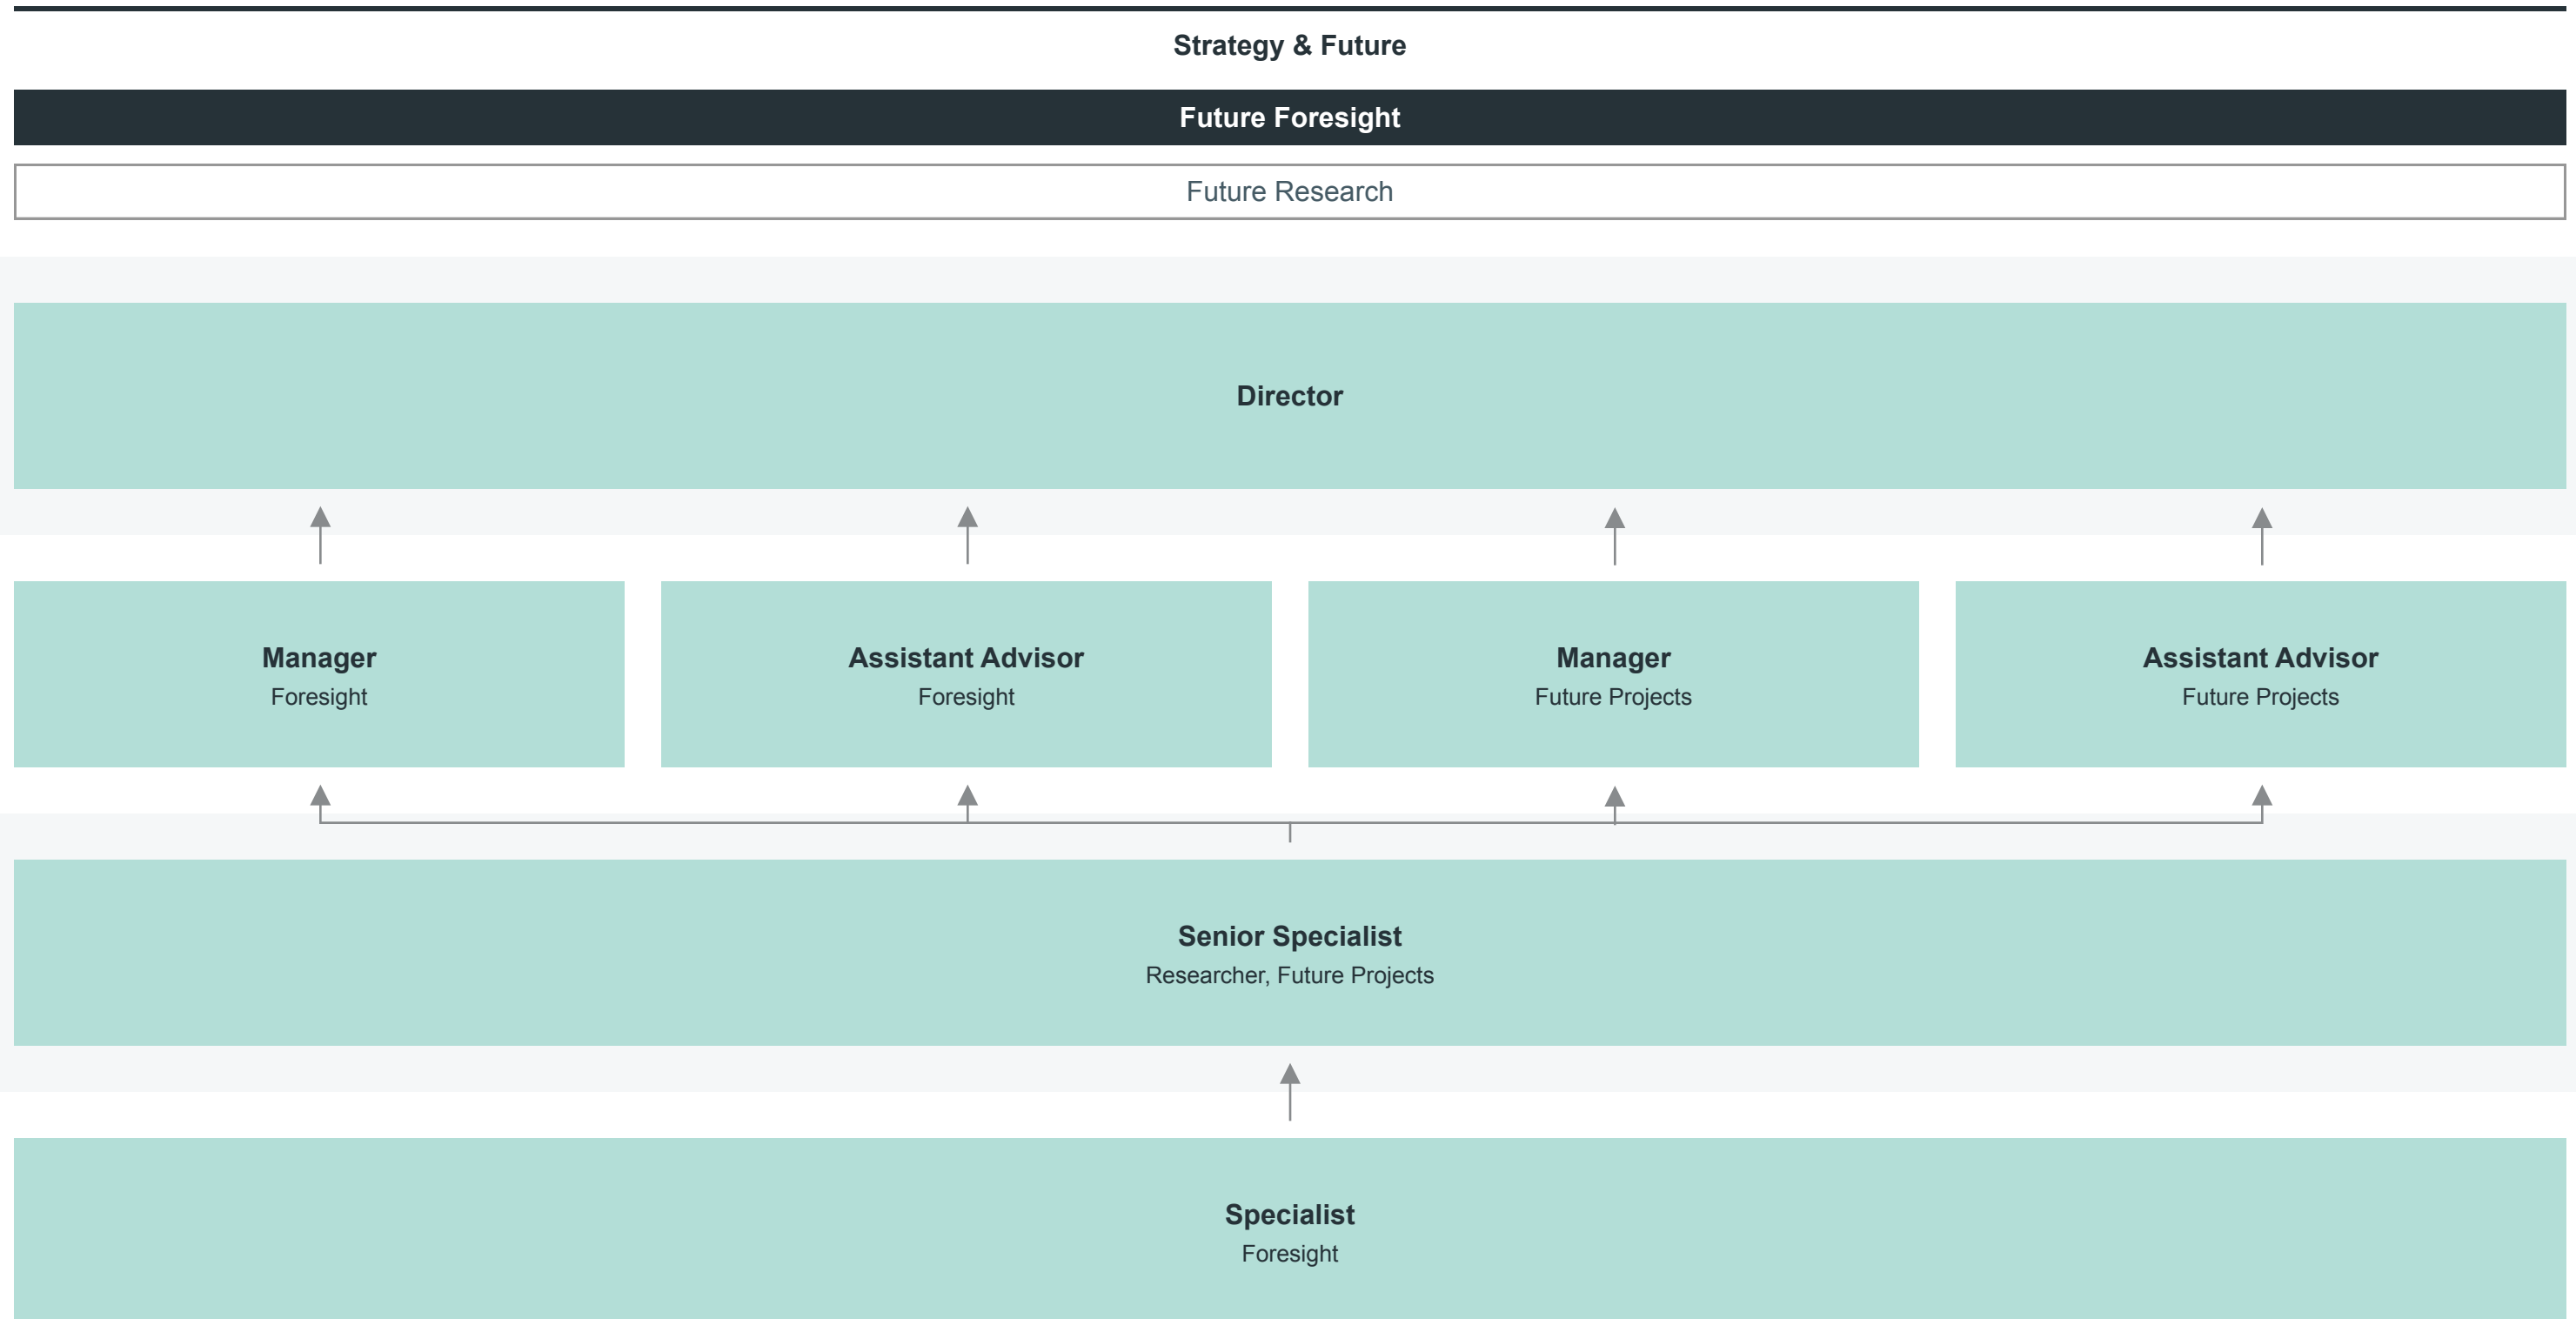 Strategy & Future
Future Foresight
Future Research
Director
Manager
Foresight
Assistant Advisor
Foresight
Manager
Future Projects
Assistant Advisor
Future Projects
Senior Specialist
Researcher, Future Projects
Specialist
Foresight